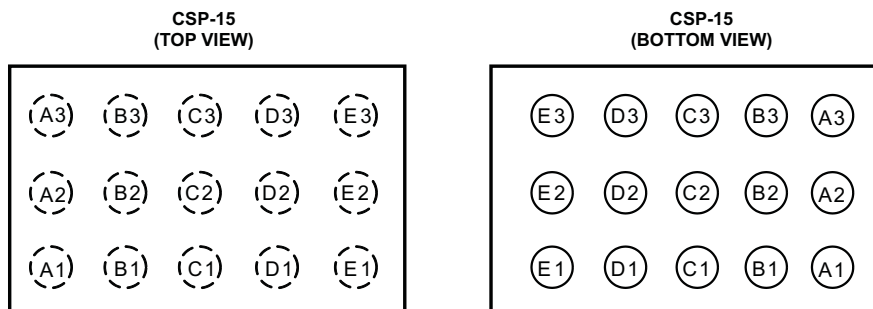 CSP-15
(TOP VIEW)
A3 B3 C3 D3 E3
A2 B2 C2 D2 E2
A1 B1 C1 D1 E1
CSP-15
(BOTTOM VIEW)
E3 D3 C3 B3 A3
E2 D2 C2 B2 A2
E1 D1 C1 B1 A1